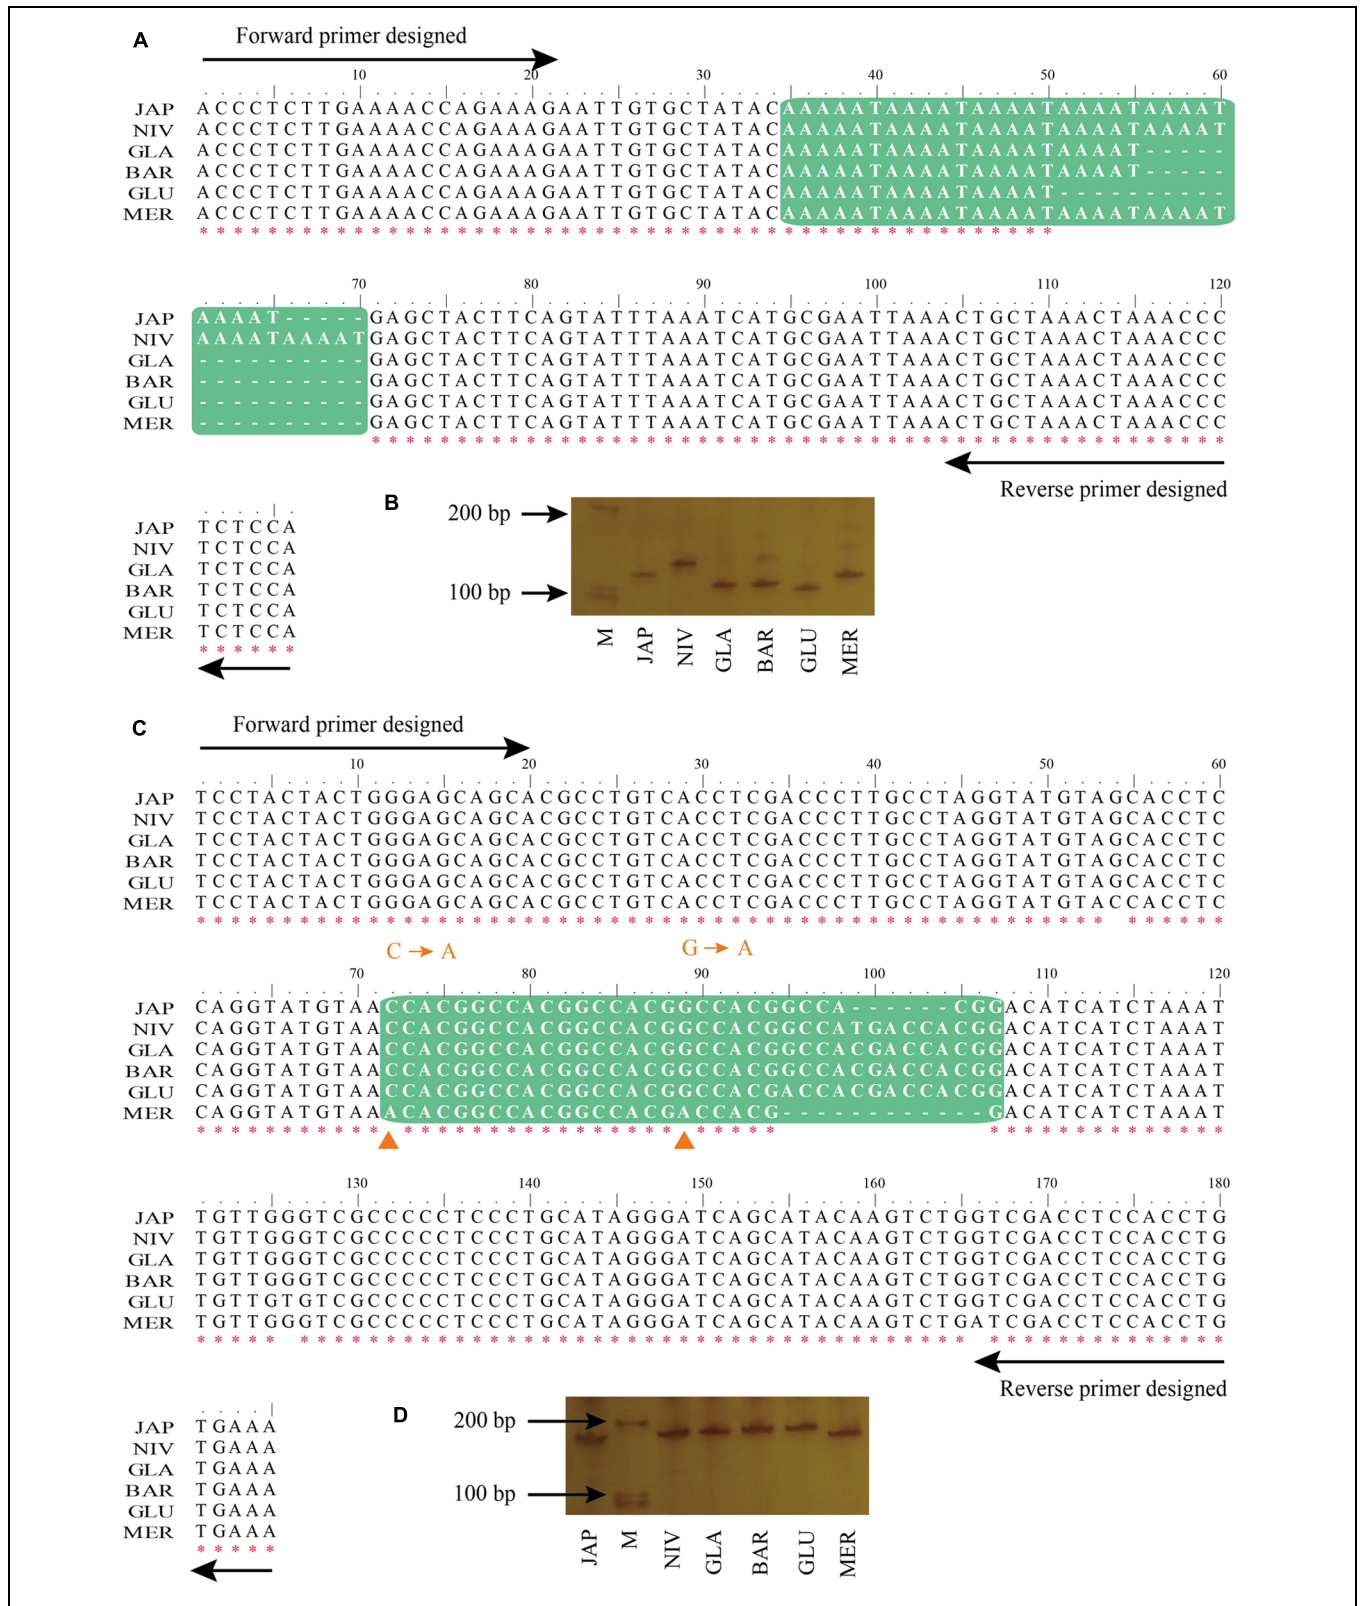 A
Forward primer designed
10 20 30 40 50 60
JAP ACCCTCTTGAAAACCAGAAAGAATTGTGCTATACAAAAATAAAATAAAATAAAATAAAAT
NIV ACCCTCTTGAAAACCAGAAAGAATTGTGCTATACAAAAATAAAATAAAATAAAATAAAAT
GLA ACCCTCTTGAAAACCAGAAAGAATTGTGCTATACAAAAATAAAATAAAATAAAAT-----
BAR ACCCTCTTGAAAACCAGAAAGAATTGTGCTATACAAAAATAAAATAAAATAAAAT-----
GLU ACCCTCTTGAAAACCAGAAAGAATTGTGCTATACAAAAATAAAATAAAAT----------
MER ACCCTCTTGAAAACCAGAAAGAATTGTGCTATACAAAAATAAAATAAAATAAAATAAAAT
**************************************************
70 80 90 100 110 120
JAP AAAAT-----GAGCTACTTCAGTATTTAAATCATGCGAATTAAACTGCTAAACTAAACCC
NIV AAAATAAAATGAGCTACTTCAGTATTTAAATCATGCGAATTAAACTGCTAAACTAAACCC
GLA ----------GAGCTACTTCAGTATTTAAATCATGCGAATTAAACTGCTAAACTAAACCC
BAR ----------GAGCTACTTCAGTATTTAAATCATGCGAATTAAACTGCTAAACTAAACCC
GLU ----------GAGCTACTTCAGTATTTAAATCATGCGAATTAAACTGCTAAACTAAACCC
MER ----------GAGCTACTTCAGTATTTAAATCATGCGAATTAAACTGCTAAACTAAACCC
**************************************************
Reverse primer designed
JAP TCTCCA
NIV TCTCCA
GLA TCTCCA
BAR TCTCCA
GLU TCTCCA
MER TCTCCA
******
B
200 bp
100 bp
M JAP NIV GLA BAR GLU MER
C
Forward primer designed
10 20 30 40 50 60
JAP TCCTACTACTGGGAGCAGCACGCCTGTCACCTCGACCCTTGCCTAGGTATGTAGCACCTC
NIV TCCTACTACTGGGAGCAGCACGCCTGTCACCTCGACCCTTGCCTAGGTATGTAGCACCTC
GLA TCCTACTACTGGGAGCAGCACGCCTGTCACCTCGACCCTTGCCTAGGTATGTAGCACCTC
BAR TCCTACTACTGGGAGCAGCACGCCTGTCACCTCGACCCTTGCCTAGGTATGTAGCACCTC
GLU TCCTACTACTGGGAGCAGCACGCCTGTCACCTCGACCCTTGCCTAGGTATGTAGCACCTC
MER TCCTACTACTGGGAGCAGCACGCCTGTCACCTCGACCCTTGCCTAGGTATGTACCACCTC
***************************************************** ******
C → A G → A
70 80 90 100 110 120
JAP CAGGTATGTAACCACGGCCACGGCCACGGCCACGGCCA------CGGACATCATCTAAAT
NIV CAGGTATGTAACCACGGCCACGGCCACGGCCACGGCCATGACCACGGACATCATCTAAAT
GLA CAGGTATGTAACCACGGCCACGGCCACGGCCACGGCCACGACCACGGACATCATCTAAAT
BAR CAGGTATGTAACCACGGCCACGGCCACGGCCACGGCCACGACCACGGACATCATCTAAAT
GLU CAGGTATGTAACCACGGCCACGGCCACGGCCACGACCACGACCACGGACATCATCTAAAT
MER CAGGTATGTAAACACGGCCACGGCCACGACCACG------------GACATCATCTAAAT
*********** **************** ***** **************
130 140 150 160 170 180
JAP TGTTGGGTCGCCCCCTCCCTGCATAGGGATCAGCATACAAGTCTGGTCGACCTCCACCTG
NIV TGTTGGGTCGCCCCCTCCCTGCATAGGGATCAGCATACAAGTCTGGTCGACCTCCACCTG
GLA TGTTGGGTCGCCCCCTCCCTGCATAGGGATCAGCATACAAGTCTGGTCGACCTCCACCTG
BAR TGTTGGGTCGCCCCCTCCCTGCATAGGGATCAGCATACAAGTCTGGTCGACCTCCACCTG
GLU TGTTGTGTCGCCCCCTCCCTGCATAGGGATCAGCATACAAGTCTGGTCGACCTCCACCTG
MER TGTTGGGTCGCCCCCTCCCTGCATAGGGATCAGCATACAAGTCTGATCGACCTCCACCTG
***** *************************************** **************
Reverse primer designed
JAP TGAAA
NIV TGAAA
GLA TGAAA
BAR TGAAA
GLU TGAAA
MER TGAAA
*****
D
200 bp
100 bp
JAP M NIV GLA BAR GLU MER